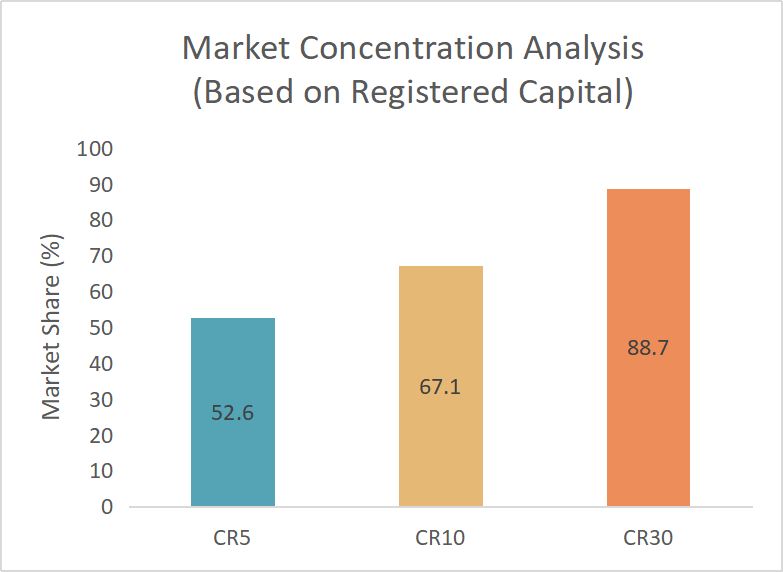 Market Concentration Analysis
(Based on Registered Capital)
Market Share (%)
100
90
80
70
60
50
40
30
20
10
0
52.6
67.1
88.7
CR5
CR10
CR30